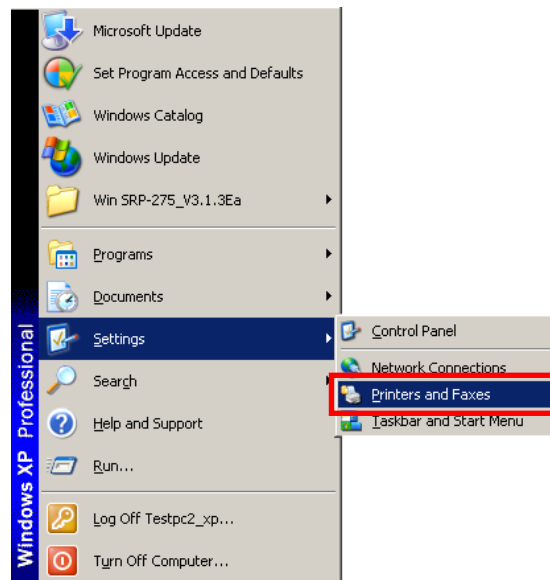 Microsoft Update
Set Program Access and Defaults
Windows Catalog
Windows Update
Win SRP-275_V3.1.3Ea
Programs
Documents
Settings
Search
Help and Support
Run...
Log Off Testpc2_xp...
Turn Off Computer...
Windows XP Professional
Control Panel
Network Connections
Printers and Faxes
Taskbar and Start Menu